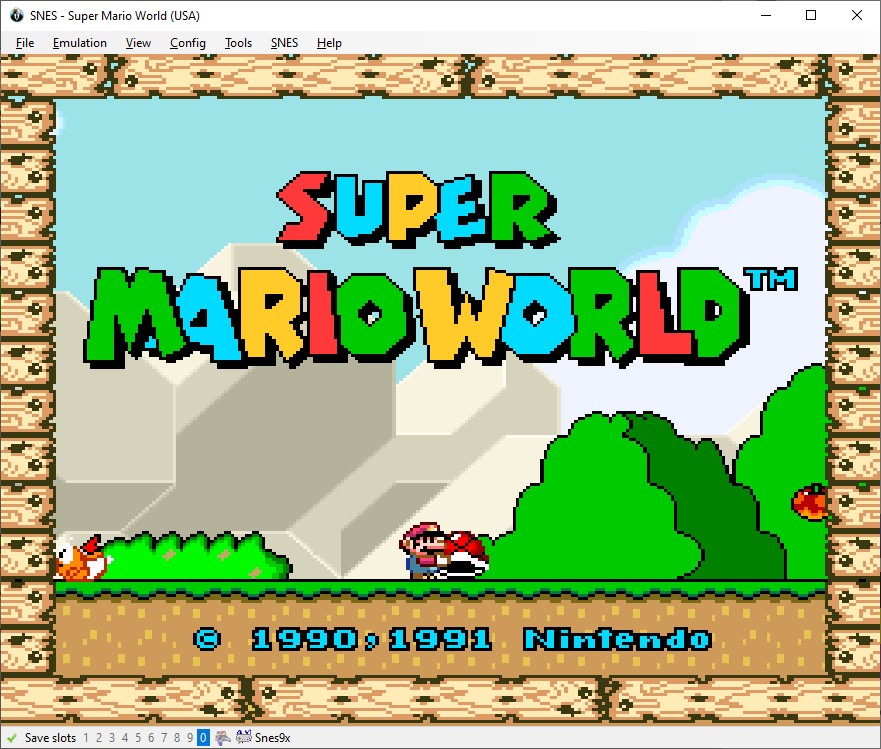 SNES - Super Mario World (USA)
File Emulation View Config Tools SNES Help
SUPER
MARIO WORLD™
© 1990,1991 Nintendo
Save slots 1 2 3 4 5 6 7 8 9 0 Snes9x